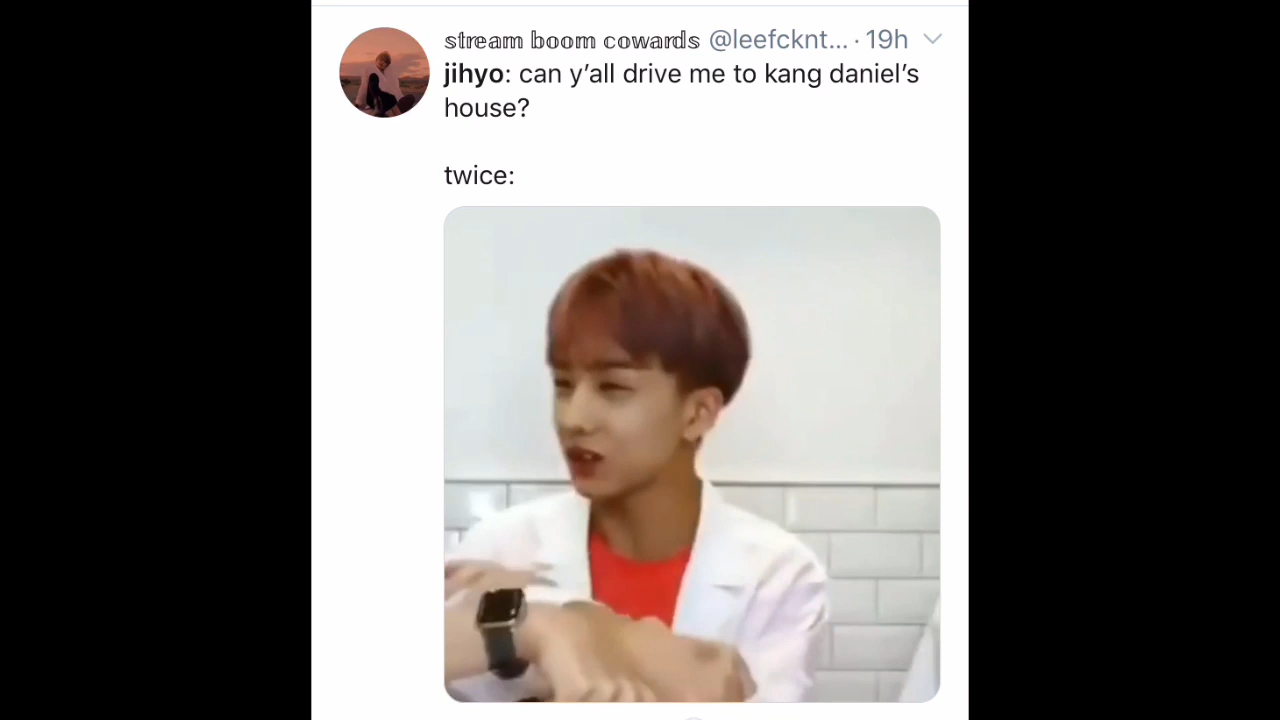 stream boom cowards @leefcknt... · 19h
jihyo: can y’all drive me to kang daniel’s
house?
twice: